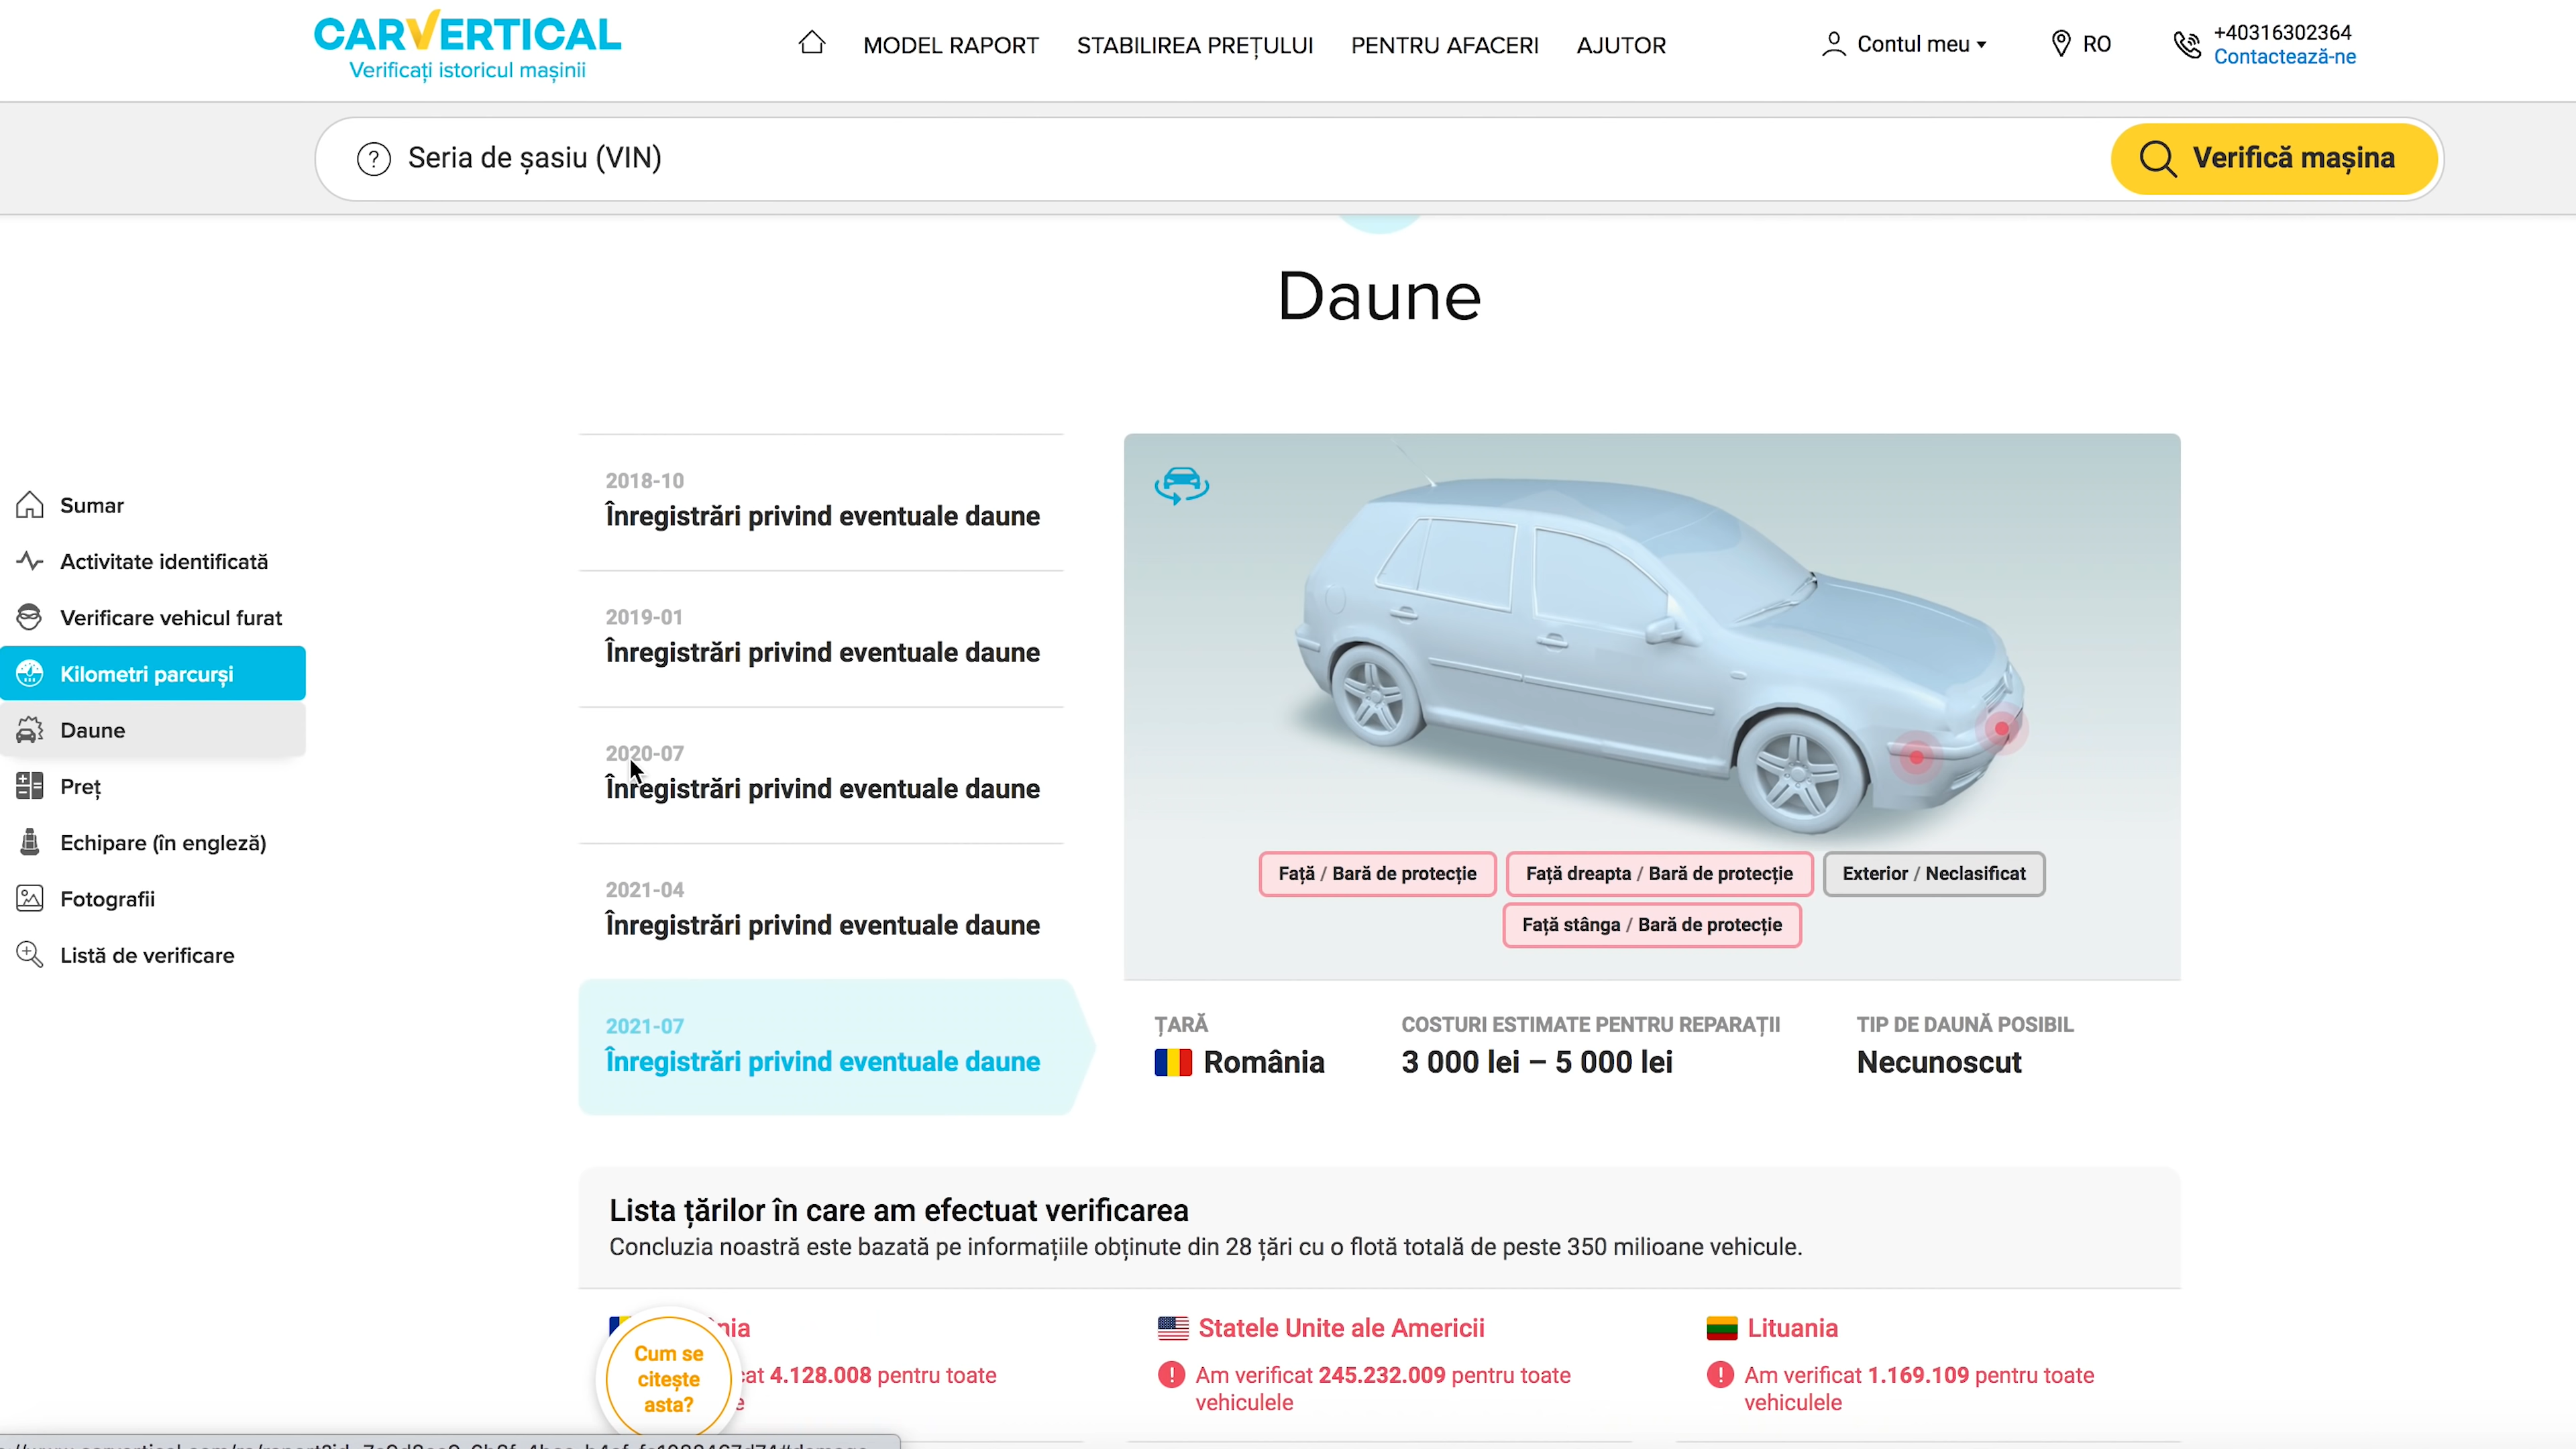 CARVERTICAL
Verificați istoricul mașinii
MODEL RAPORT
STABILIREA PREȚULUI
PENTRU AFACERI
AJUTOR
Contul meu
RO
+40316302364
Contactează-ne
Seria de șasiu (VIN)
Verifică mașina
Daune
Sumar
Activitate identificată
Verificare vehicul furat
Kilometri parcurși
Daune
Preț
Echipare (în engleză)
Fotografii
Listă de verificare
2018-10
Înregistrări privind eventuale daune
2019-01
Înregistrări privind eventuale daune
2020-07
Înregistrări privind eventuale daune
2021-04
Înregistrări privind eventuale daune
2021-07
Înregistrări privind eventuale daune
Față / Bară de protecție
Față dreapta / Bară de protecție
Exterior / Neclasificat
Față stânga / Bară de protecție
ȚARĂ
România
COSTURI ESTIMATE PENTRU REPARAȚII
3 000 lei – 5 000 lei
TIP DE DAUNĂ POSIBIL
Necunoscut
Lista țărilor în care am efectuat verificarea
Concluzia noastră este bazată pe informațiile obținute din 28 țări cu o flotă totală de peste 350 milioane vehicule.
4.128.008 pentru toate
Cum se
citește
asta?
Statele Unite ale Americii
Am verificat 245.232.009 pentru toate
vehiculele
Lituania
Am verificat 1.169.109 pentru toate
vehiculele